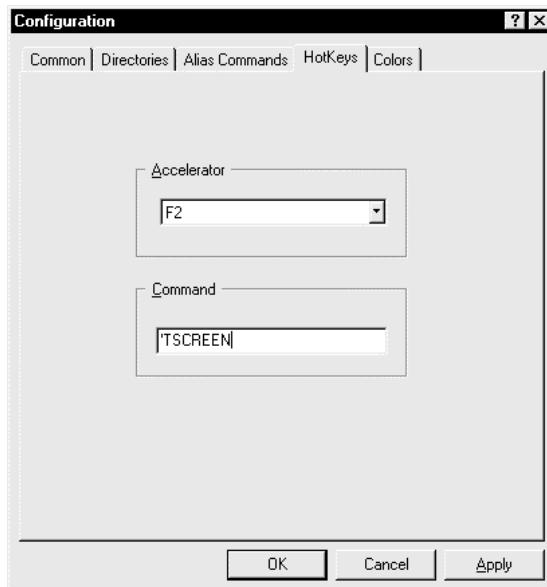 Configuration
? ×
Common Directories Alias Commands HotKeys Colors
Accelerator
F2
Command
'TSCREEN
OK Cancel Apply